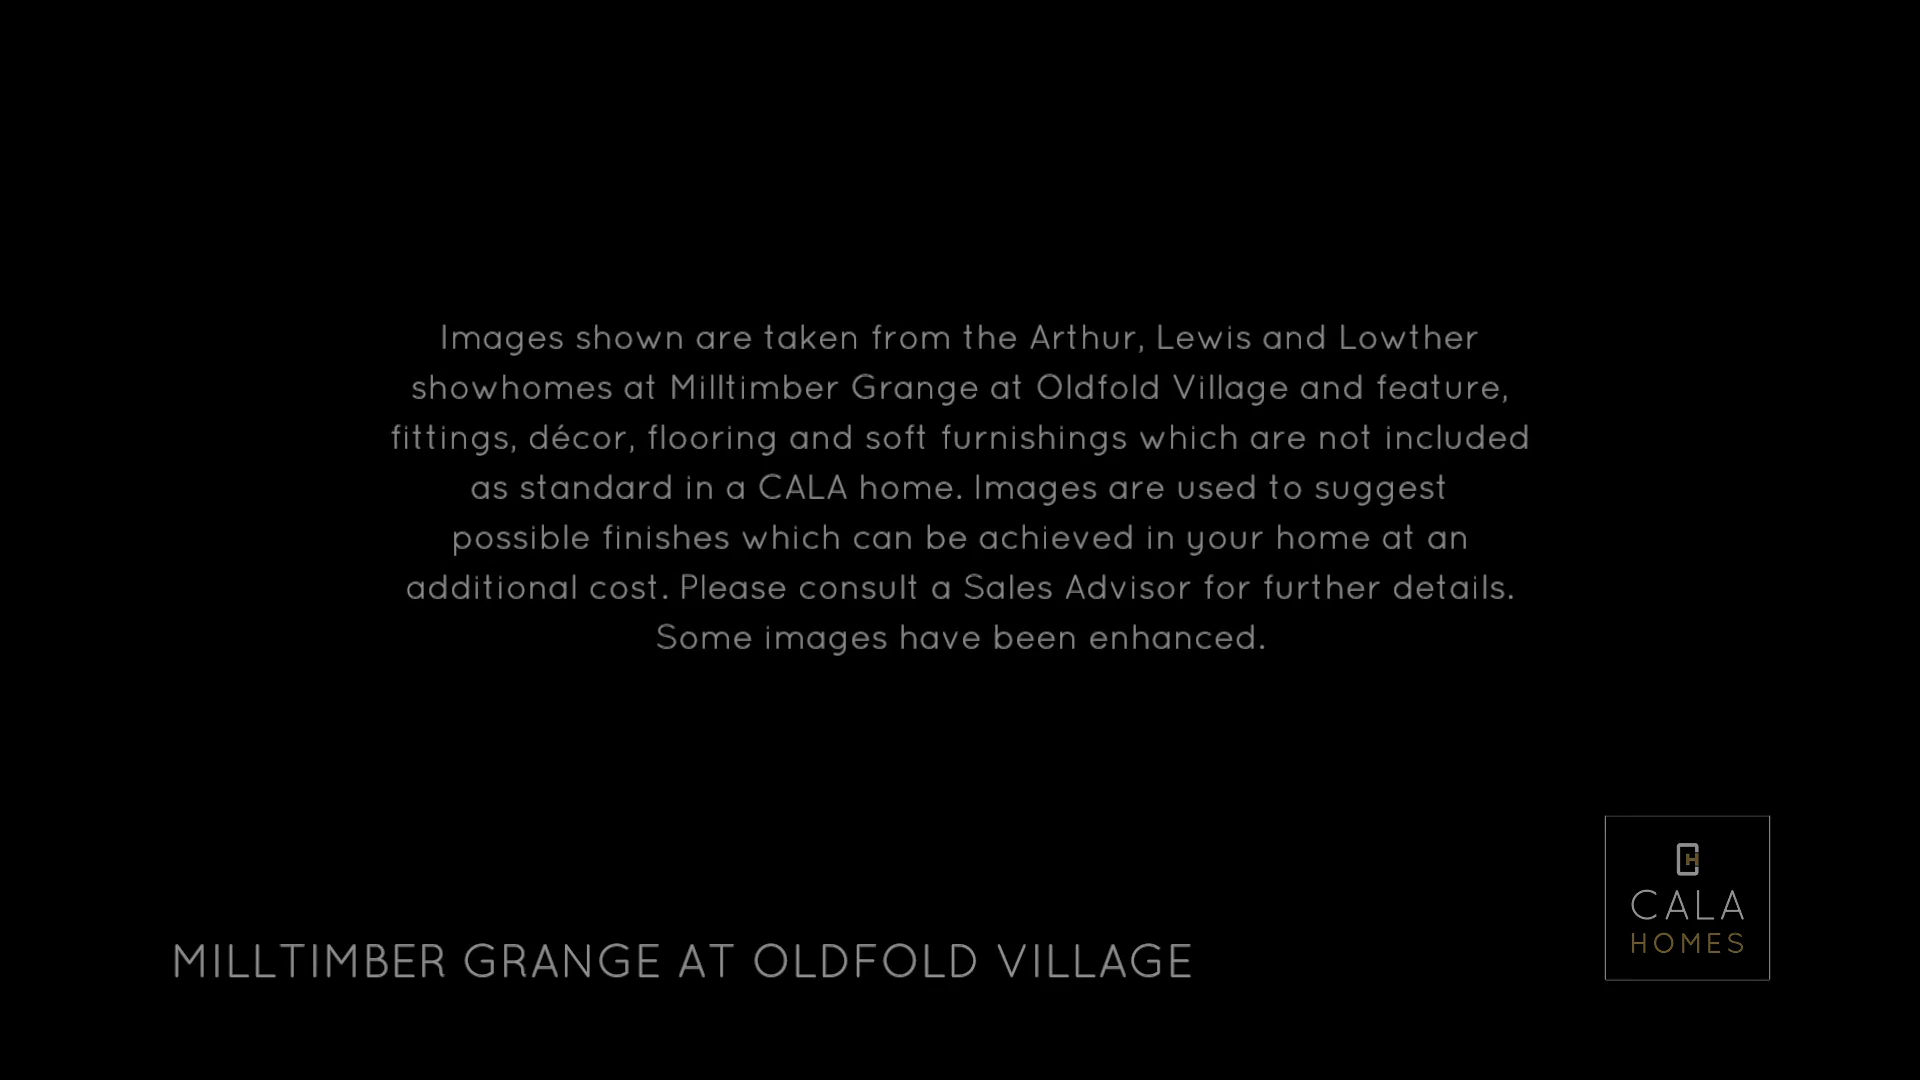 Images shown are taken from the Arthur, Lewis and Lowther
showhomes at Milltimber Grange at Oldfold Village and feature,
fittings, décor, flooring and soft furnishings which are not included
as standard in a CALA home. Images are used to suggest
possible finishes which can be achieved in your home at an
additional cost. Please consult a Sales Advisor for further details.
Some images have been enhanced.
MILLTIMBER GRANGE AT OLDFOLD VILLAGE
CALA
HOMES